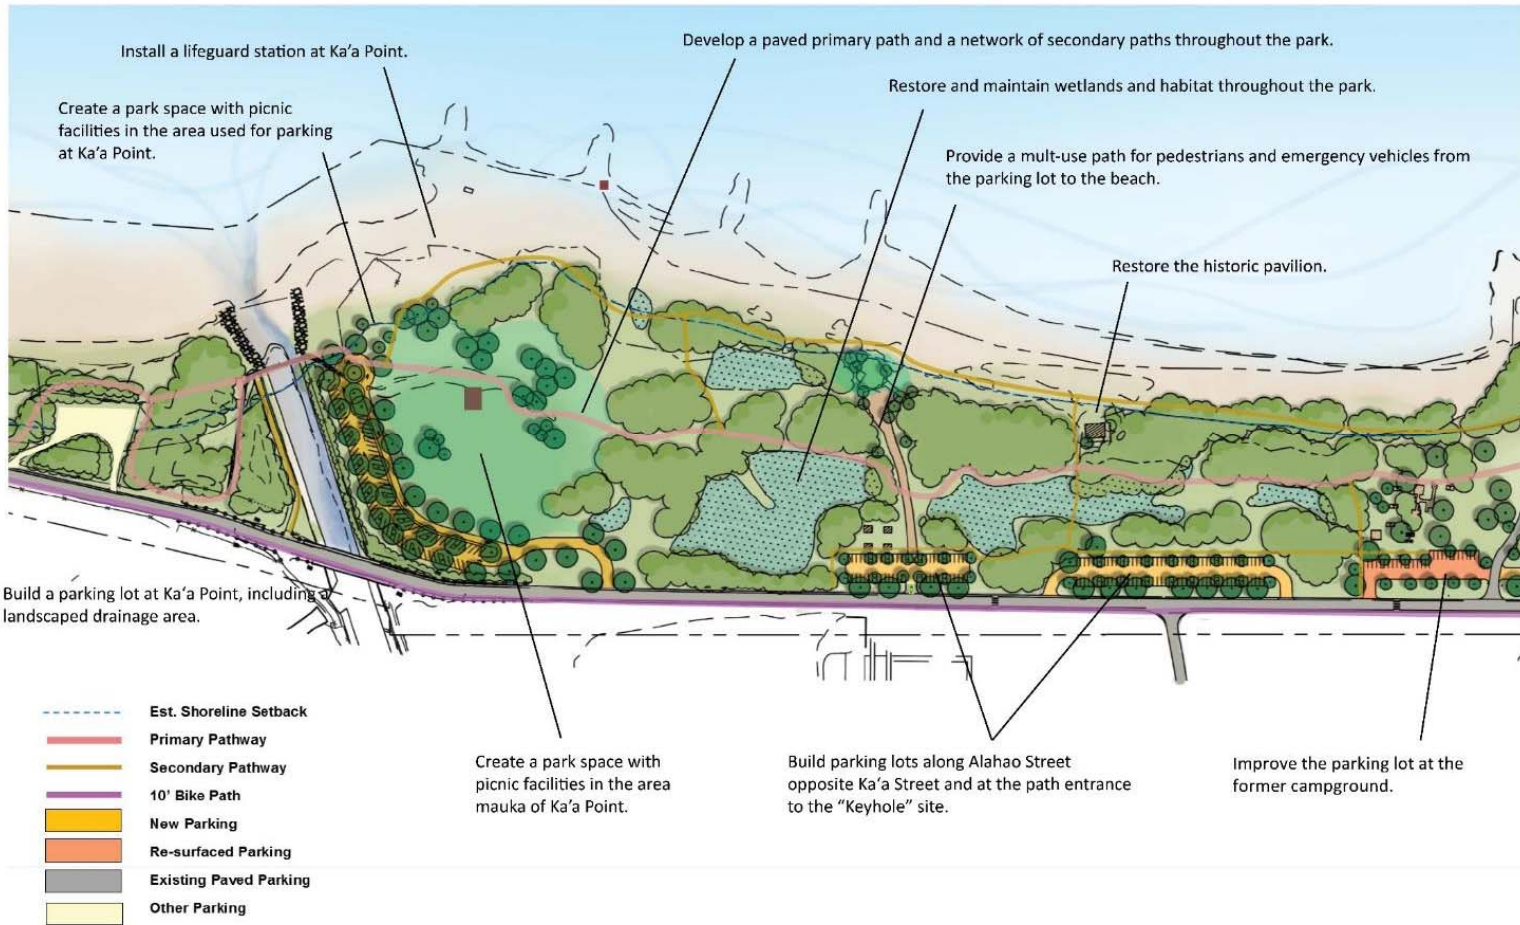 Install a lifeguard station at Ka'a Point.
Develop a paved primary path and a network of secondary paths throughout the park.
Restore and maintain wetlands and habitat throughout the park.
Create a park space with picnic
facilities in the area used for parking
at Ka'a Point.
Provide a mult-use path for pedestrians and emergency vehicles from
the parking lot to the beach.
Restore the historic pavilion.
Build a parking lot at Ka'a Point, including a
landscaped drainage area.
Create a park space with
picnic facilities in the area
mauka of Ka'a Point.
Build parking lots along Alahao Street
opposite Ka'a Street and at the path entrance
to the “Keyhole” site.
Improve the parking lot at the
former campground.
Est. Shoreline Setback
Primary Pathway
Secondary Pathway
10' Bike Path
New Parking
Re-surfaced Parking
Existing Paved Parking
Other Parking